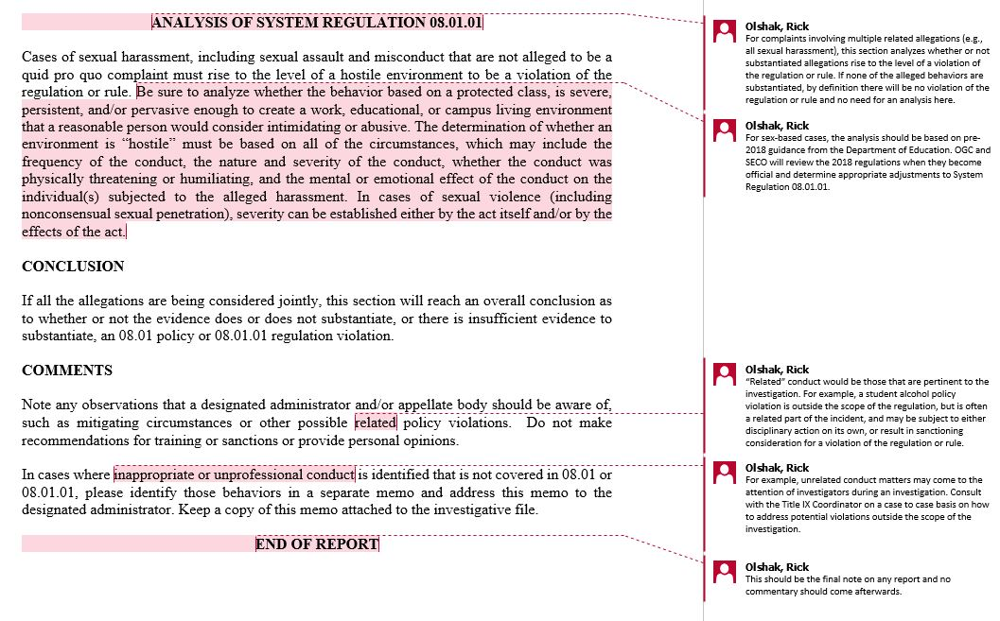 ANALYSIS OF SYSTEM REGULATION 08.01.01
Cases of sexual harassment, including sexual assault and misconduct that are not alleged to be a
quid pro quo complaint must rise to the level of a hostile environment to be a violation of the
regulation or rule. Be sure to analyze whether the behavior based on a protected class, is severe,
persistent, and/or pervasive enough to create a work, educational, or campus living environment
that a reasonable person would consider intimidating or abusive. The determination of whether an
environment is “hostile” must be based on all of the circumstances, which may include the
frequency of the conduct, the nature and severity of the conduct, whether the conduct was
physically threatening or humiliating, and the mental or emotional effect of the conduct on the
individual(s) subjected to the alleged harassment. In cases of sexual violence (including
nonconsensual sexual penetration), severity can be established either by the act itself and/or by the
effects of the act.
CONCLUSION
If all the allegations are being considered jointly, this section will reach an overall conclusion as
to whether or not the evidence does or does not substantiate, or there is insufficient evidence to
substantiate, an 08.01 policy or 08.01.01 regulation violation.
COMMENTS
Note any observations that a designated administrator and/or appellate body should be aware of,
such as mitigating circumstances or other possible related policy violations. Do not make
recommendations for training or sanctions or provide personal opinions.
In cases where inappropriate or unprofessional conduct is identified that is not covered in 08.01 or
08.01.01, please identify those behaviors in a separate memo and address this memo to the
designated administrator. Keep a copy of this memo attached to the investigative file.
END OF REPORT
Olshak, Rick
For complaints involving multiple related allegations (e.g.,
all sexual harassment), this section analyzes whether or not
substantiated allegations rise to the level of a violation of
the regulation or rule. If none of the alleged behaviors are
substantiated, by definition there will be no violation of the
regulation or rule and no need for an analysis here.
Olshak, Rick
For sex-based cases, the analysis should be based on pre-
2018 guidance from the Department of Education. OGC and
SECO will review the 2018 regulations when they become
official and determine appropriate adjustments to System
Regulation 08.01.01.
Olshak, Rick
“Related” conduct would be those that are pertinent to the
investigation. For example, a student alcohol policy
violation is outside the scope of the regulation, but is often
a related part of the incident, and may be subject to either
disciplinary action on its own, or result in sanctioning
consideration for a violation of the regulation or rule.
Olshak, Rick
For example, unrelated conduct matters may come to the
attention of investigators during an investigation. Consult
with the Title IX Coordinator on a case to case basis on how
to address potential violations outside the scope of the
investigation.
Olshak, Rick
This should be the final note on any report and no
commentary should come afterwards.